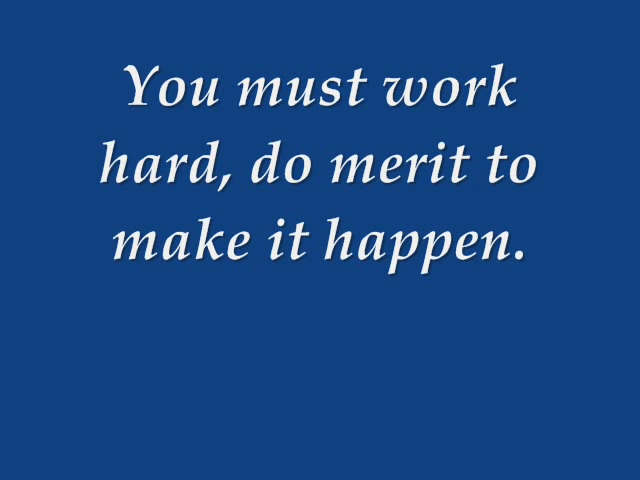 You must work
hard, do merit to
make it happen.